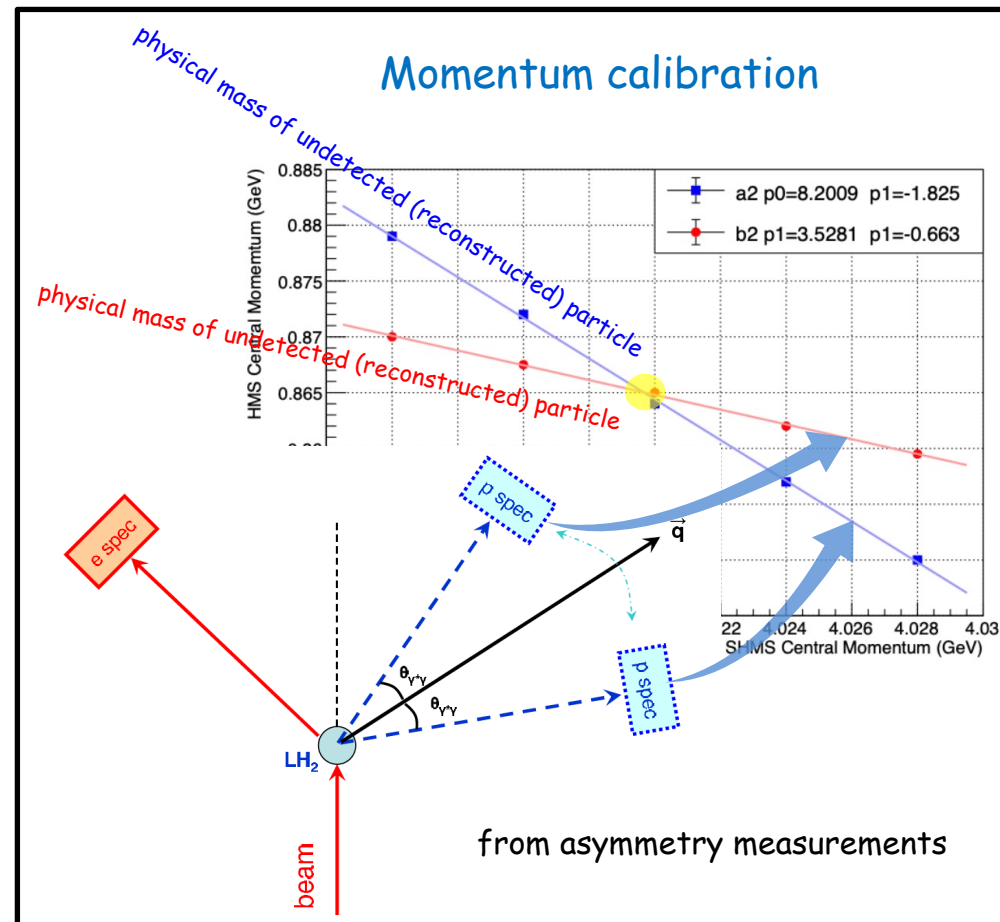 Momentum calibration
physical mass of undetected (reconstructed) particle
physical mass of undetected (reconstructed) particle
HMS Central Momentum (GeV)
0.885
0.88
0.875
0.87
0.865
a2 p0=8.2009 p1=-1.825
b2 p1=3.5281 p1=-0.663
22 4.024 4.026 4.028 4.03
SHMS Central Momentum (GeV)
e spec
p spec
q
p spec
θγ*γ
θγ*γ
LH2
beam
from asymmetry measurements